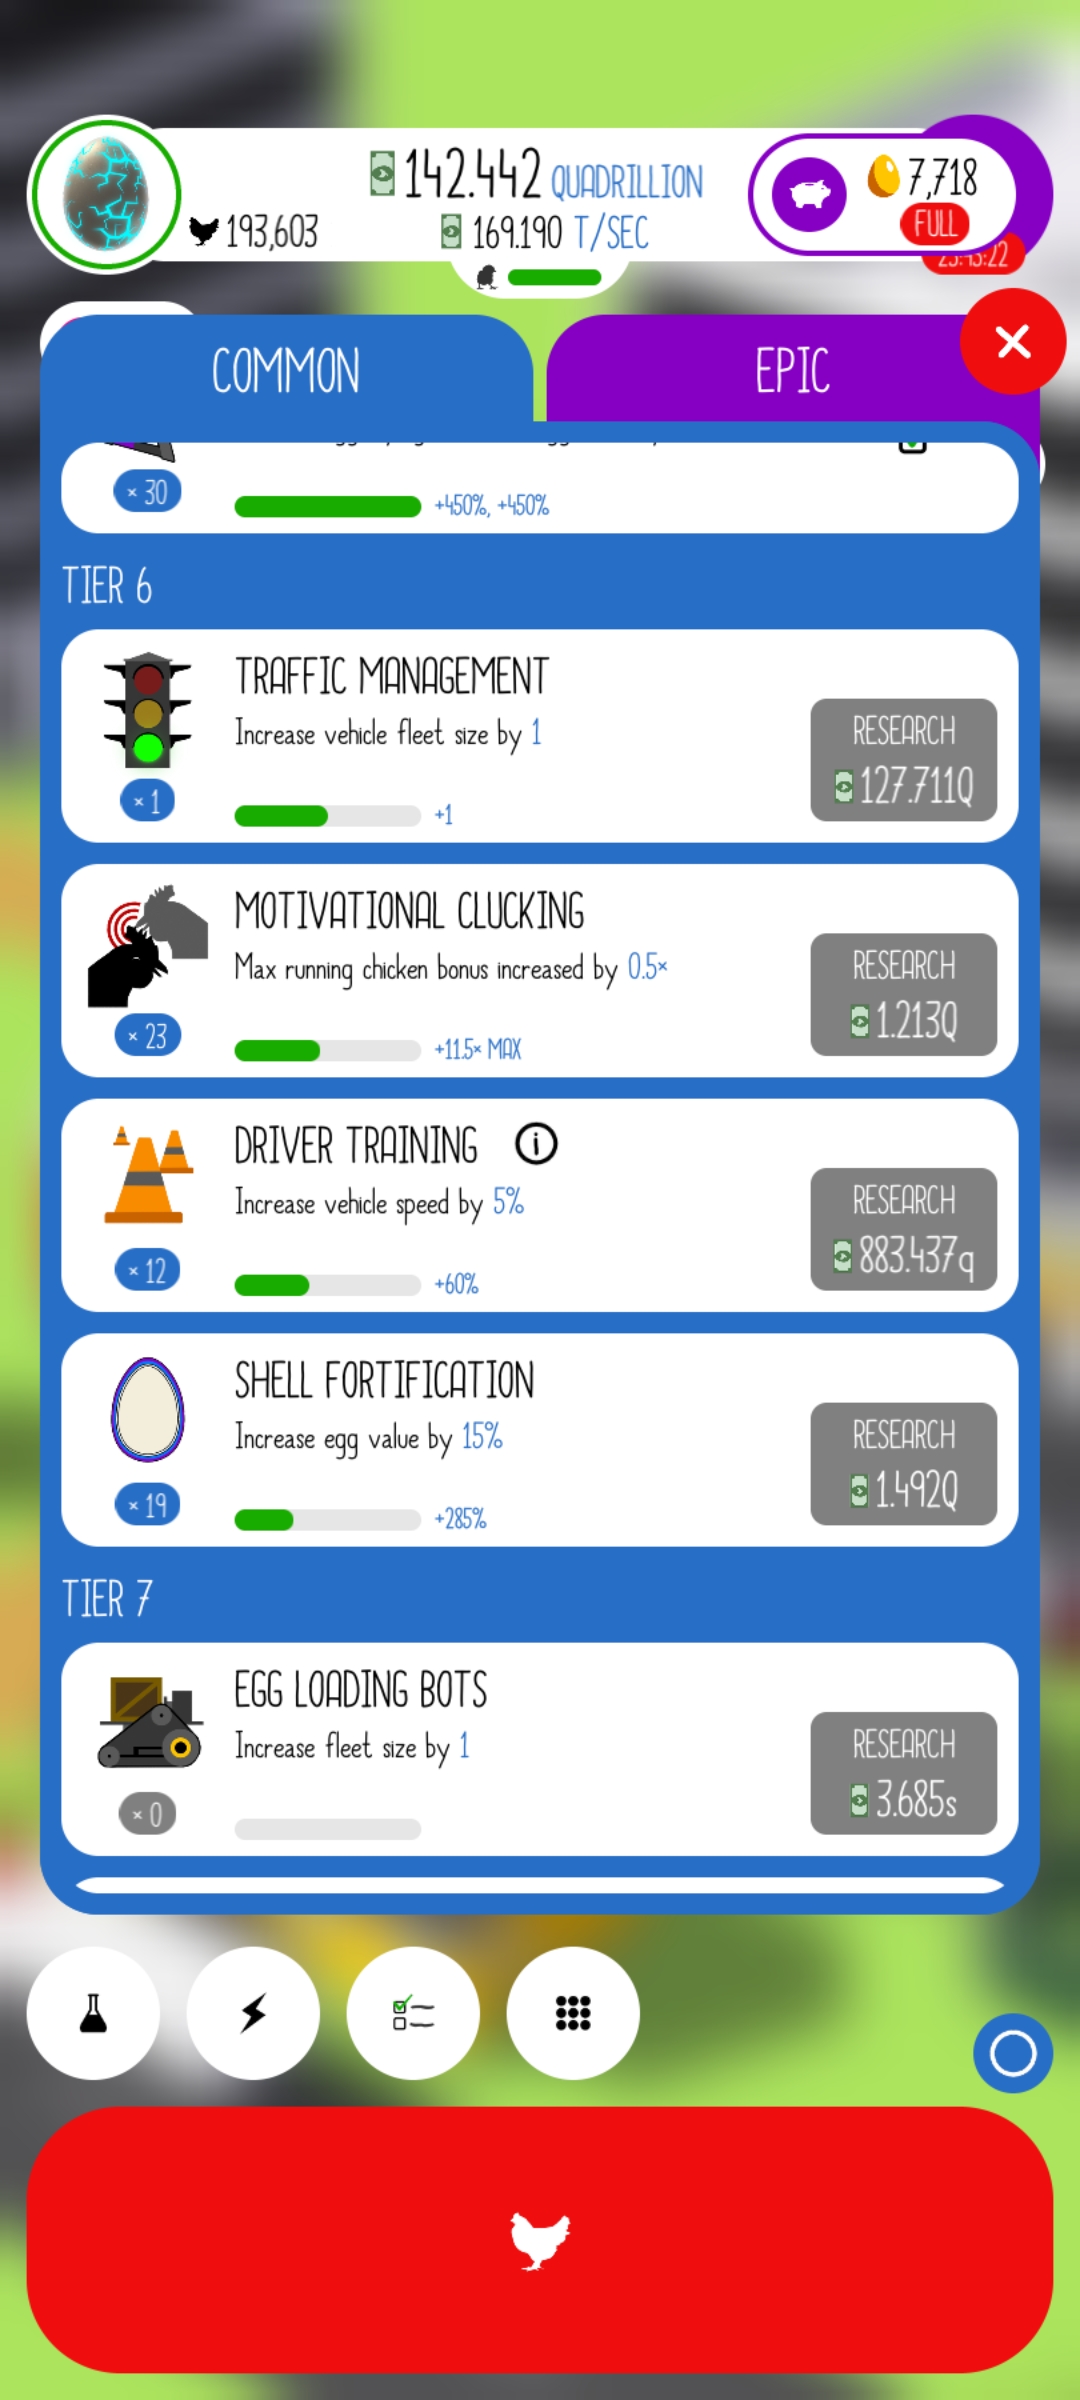 142.442 QUADRILLION
193,603
169.190 T/SEC
7,718
FULL
COMMON
EPIC
× 30
+450%, +450%
TIER 6
TRAFFIC MANAGEMENT
Increase vehicle fleet size by 1
RESEARCH
127.711Q
× 1
+1
MOTIVATIONAL CLUCKING
Max running chicken bonus increased by 0.5×
RESEARCH
1.213Q
× 23
+11.5× MAX
DRIVER TRAINING
Increase vehicle speed by 5%
RESEARCH
883.437q
× 12
+60%
SHELL FORTIFICATION
Increase egg value by 15%
RESEARCH
1.492Q
× 19
+285%
TIER 7
EGG LOADING BOTS
Increase fleet size by 1
RESEARCH
3.685s
× 0